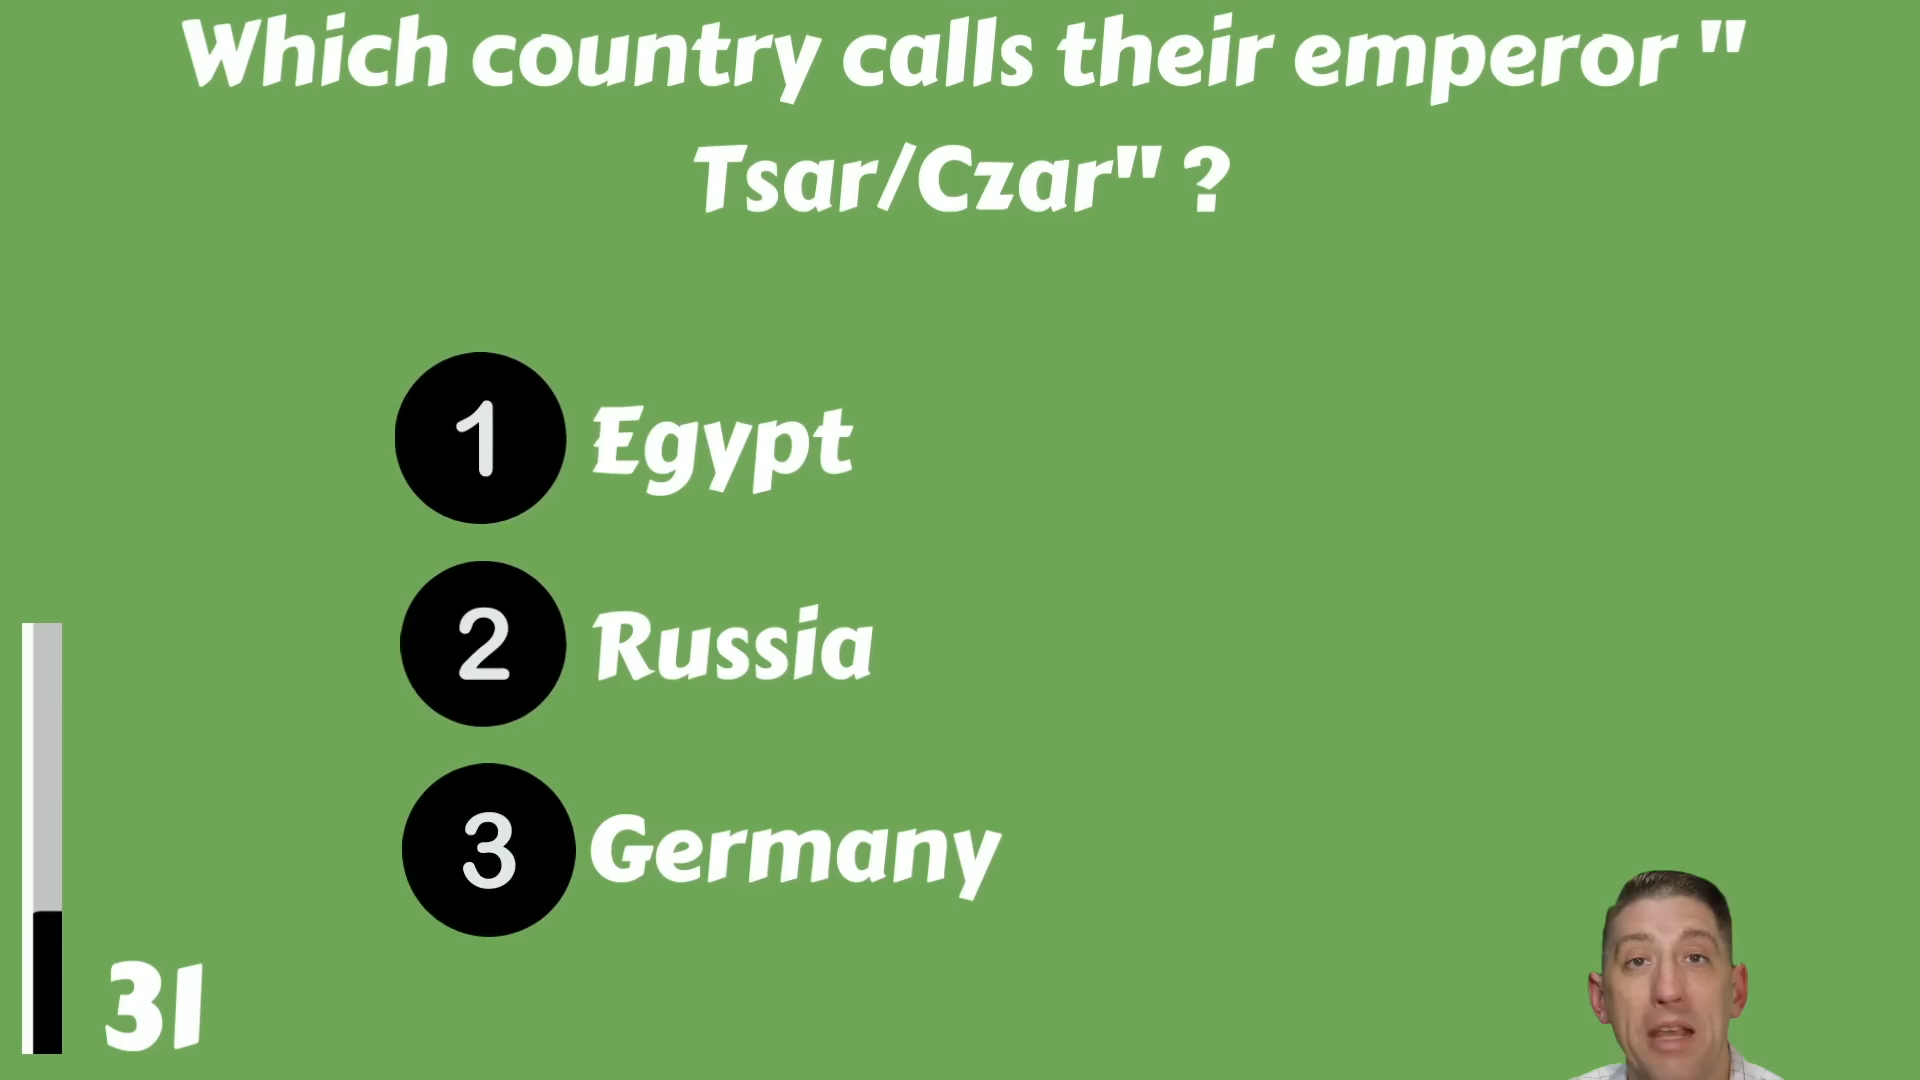 Which country calls their emperor "
Tsar/Czar" ?
1 Egypt
2 Russia
3 Germany
31